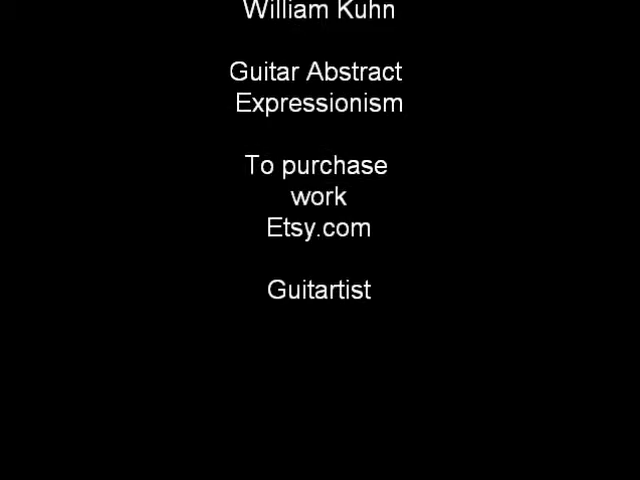 William Kuhn
Guitar Abstract
Expressionism
To purchase
work
Etsy.com
Guitartist